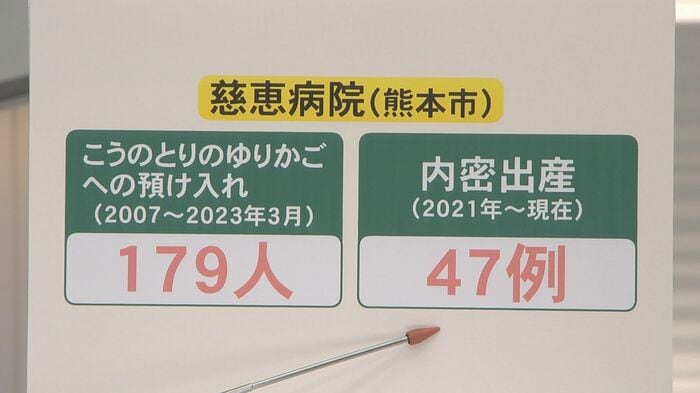 慈恵病院(熊本市)
こうのとりのゆりかご
への預け入れ
(2007～2023年3月)
179人
内密出産
(2021年～現在)
47例